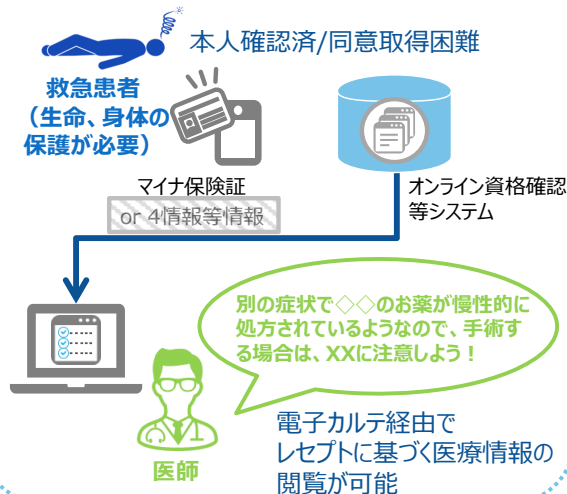 本人確認済/同意取得困難
救急患者
（生命、身体の
保護が必要）
マイナ保険証
or 4情報等情報
オンライン資格確認
等システム
別の症状で◇◇のお薬が慢性的に
処方されているようなので、手術す
る場合は、XXに注意しよう！
医師
電子カルテ経由で
レセプトに基づく医療情報の
閲覧が可能